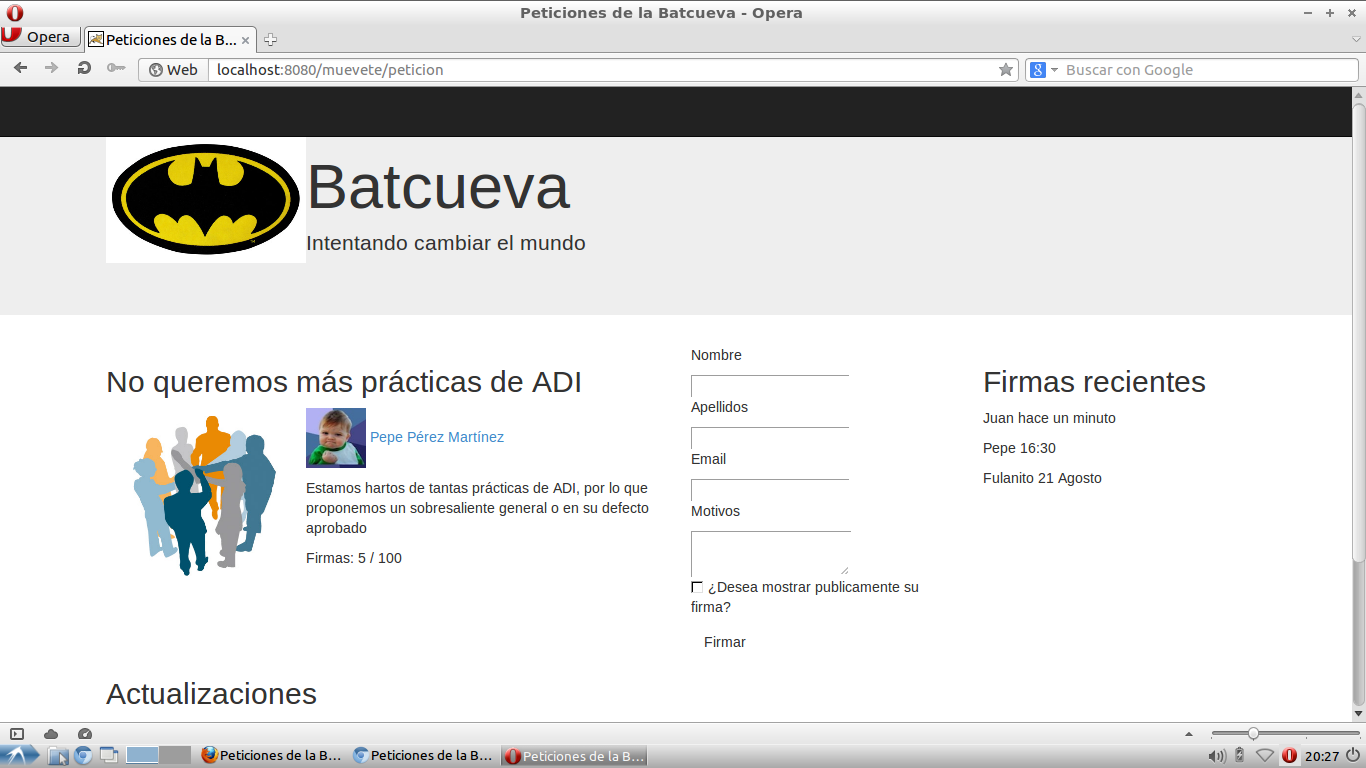 Peticiones de la Batcueva - Opera
Opera
Peticiones de la B...
Web
localhost:8080/muevete/peticion
Buscar con Google
Batcueva
Intentando cambiar el mundo
No queremos más prácticas de ADI
Pepe Pérez Martínez
Estamos hartos de tantas prácticas de ADI, por lo que
proponemos un sobresaliente general o en su defecto
aprobado
Firmas: 5 / 100
Nombre
Apellidos
Email
Motivos
¿Desea mostrar publicamente su
firma?
Firmar
Firmas recientes
Juan hace un minuto
Pepe 16:30
Fulanito 21 Agosto
Actualizaciones
Peticiones de la B...
Peticiones de la B...
Peticiones de la B...
20:27